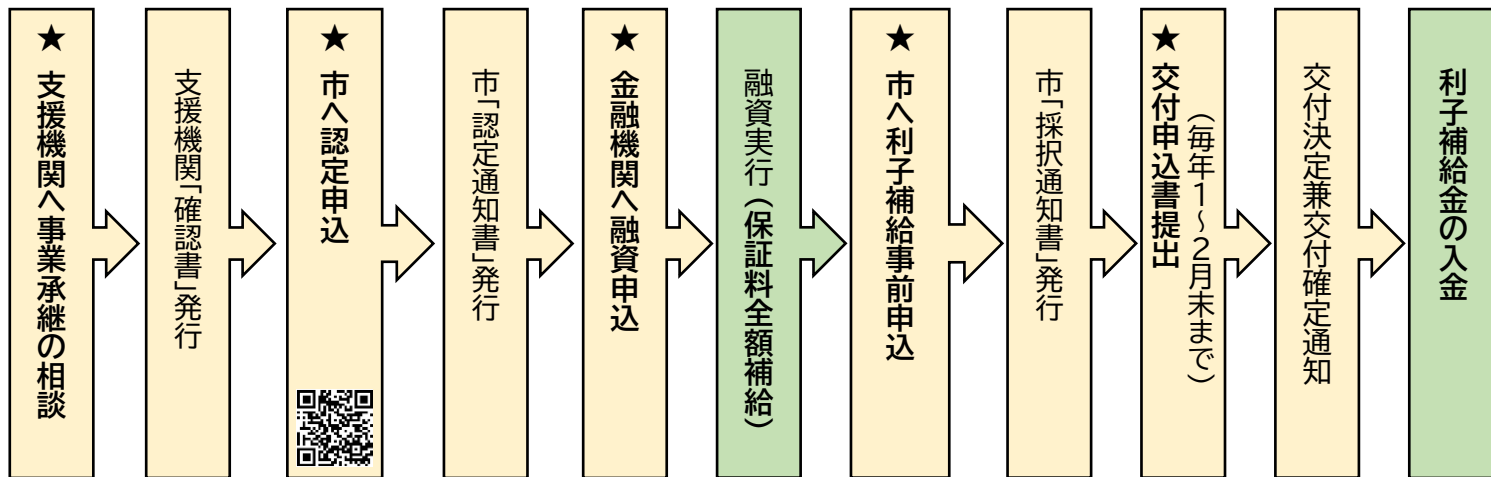 ★
支援機関へ事業承継の相談
支援機関「確認書」発行
★
市へ認定申込
市「認定通知書」発行
★
金融機関へ融資申込
融資実行（保証料全額補給）
★
市へ利子補給事前申込
市「採択通知書」発行
★
交付申込書提出
（毎年１～２月末まで）
交付決定兼交付確定通知
利子補給金の入金